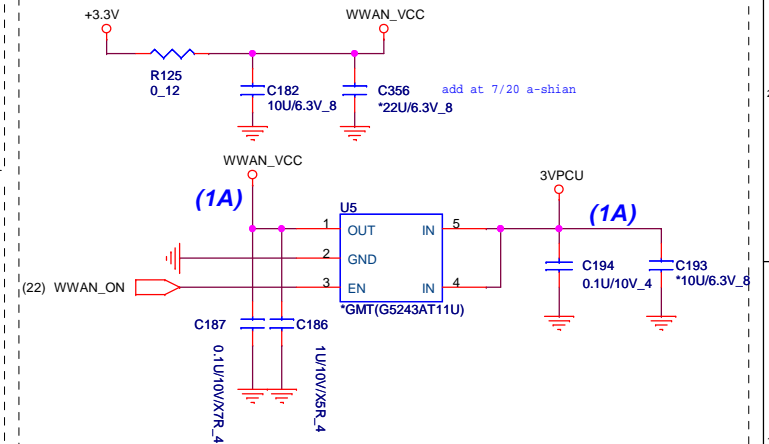 +3.3V
WWAN_VCC
R125
0_12
C182
10U/6.3V_8
C356
*22U/6.3V_8
add at 7/20 a-shian
WWAN_VCC
(1A)
3VPCU
(1A)
U5
1 OUT IN 5
2 GND
3 EN IN 4
*GMT(G5243AT11U)
(22) WWAN_ON
C194
0.1U/10V_4
C193
*10U/6.3V_8
C187
0.1U/10V/X7R_4
C186
1U/10V/X5R_4